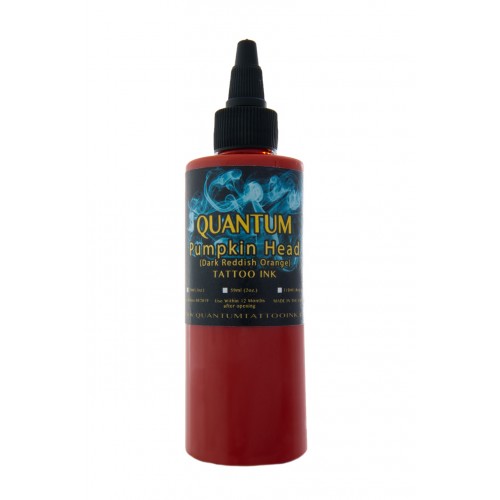 QUANTUM
Pumpkin Head
(Dark Reddish Orange)
TATTOO INK
Use Within 12 Months
after opening
.QUANTUMTATTOOINK.